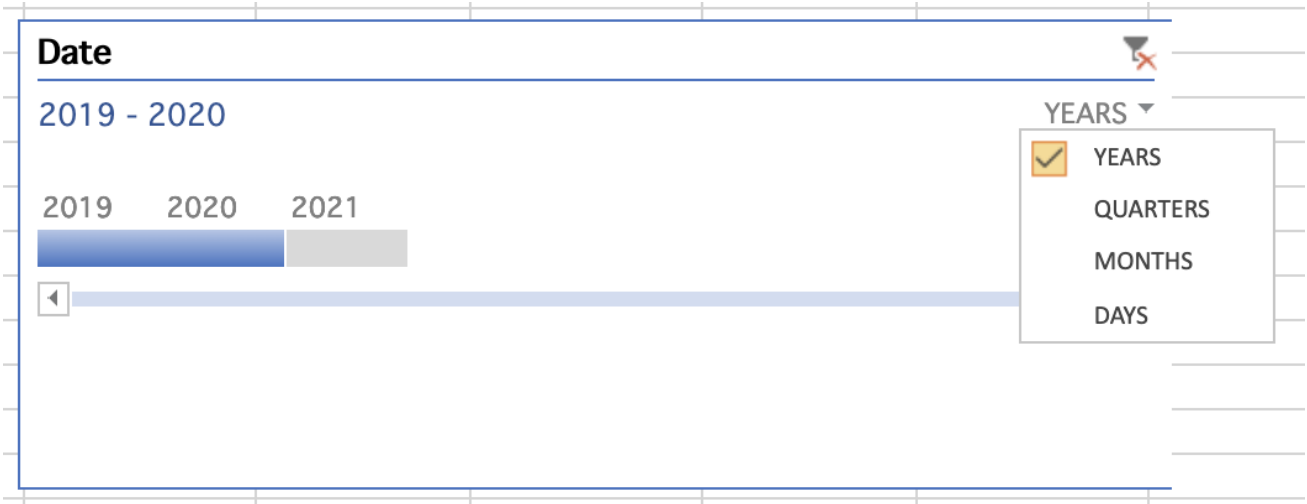 Date
2019 - 2020
YEARS
YEARS
2019 2020 2021
QUARTERS
MONTHS
DAYS